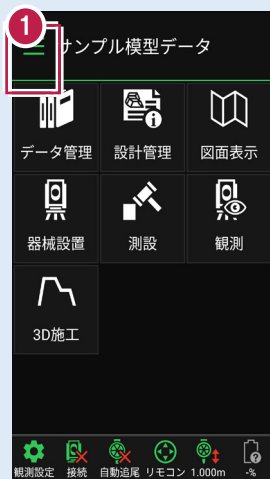 1
サンプル模型データ
データ管理 設計管理 図面表示
器械設置 測設 観測
3D施工
観測設定 接続 自動追尾 リモコン 1.000m -%